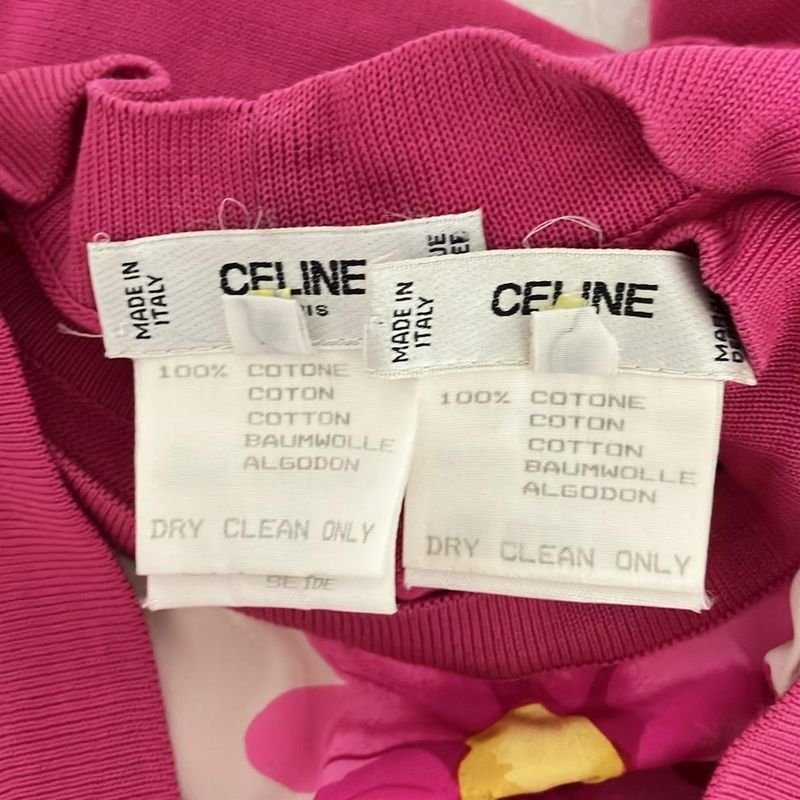 MADE IN
ITALY
CELINE
100% COTONE
COTON
COTTON
BAUMWOLLE
ALGODON
DRY CLEAN ONLY
MADE IN
ITALY
CELINE
100% COTONE
COTON
COTTON
BAUMWOLLE
ALGODON
DRY CLEAN ONLY